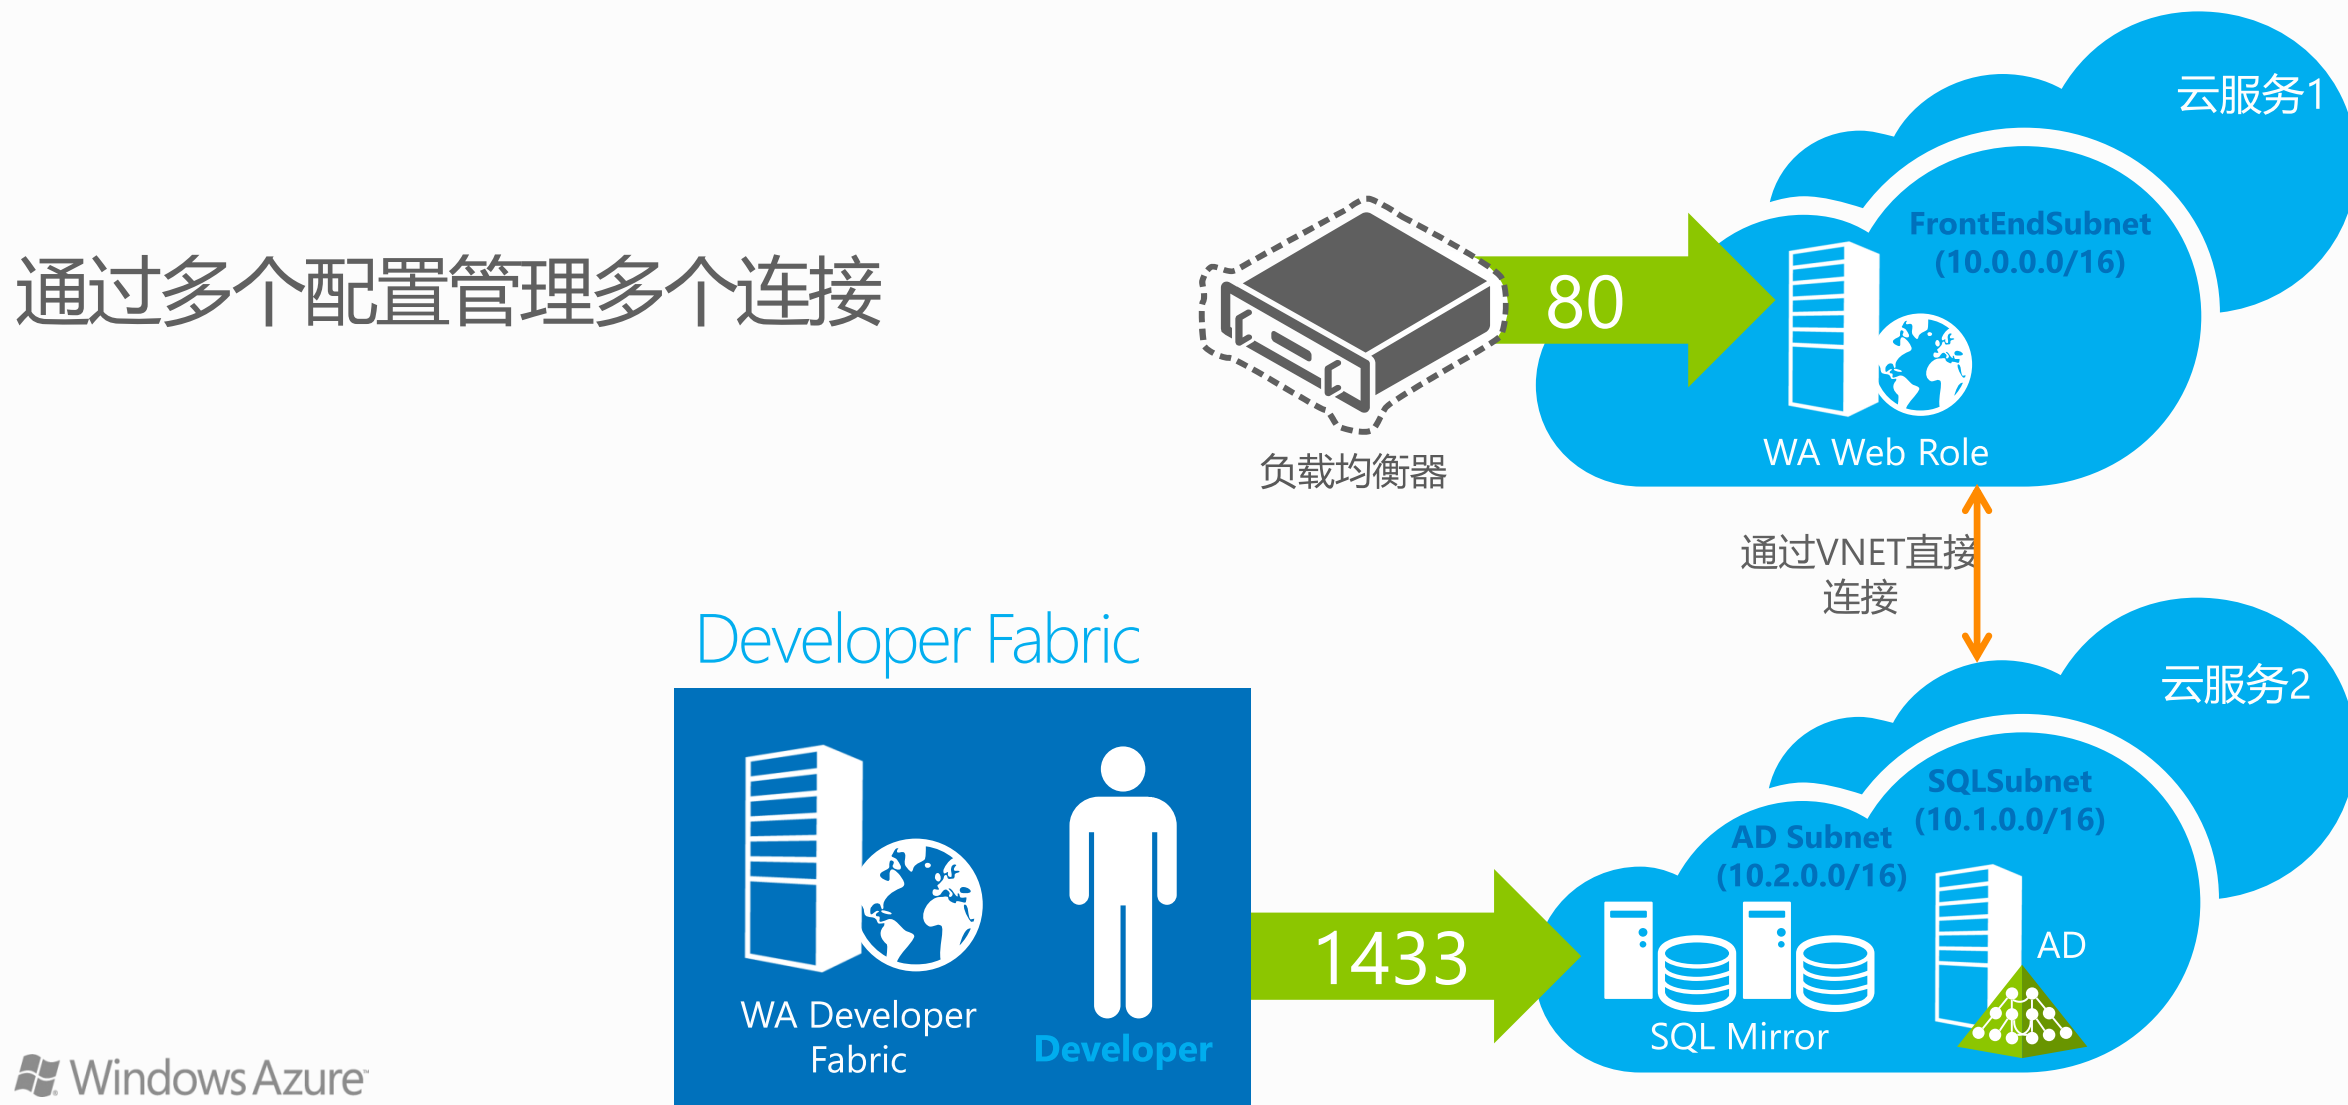 云服务1
FrontEndSubnet
(10.0.0.0/16)
通过多个配置管理多个连接
80
WA Web Role
负载均衡器
通过VNET直接
连接
Developer Fabric
云服务2
SQLSubnet
(10.1.0.0/16)
AD Subnet
(10.2.0.0/16)
1433
AD
SQL Mirror
WA Developer
Fabric
Developer
Windows Azure™